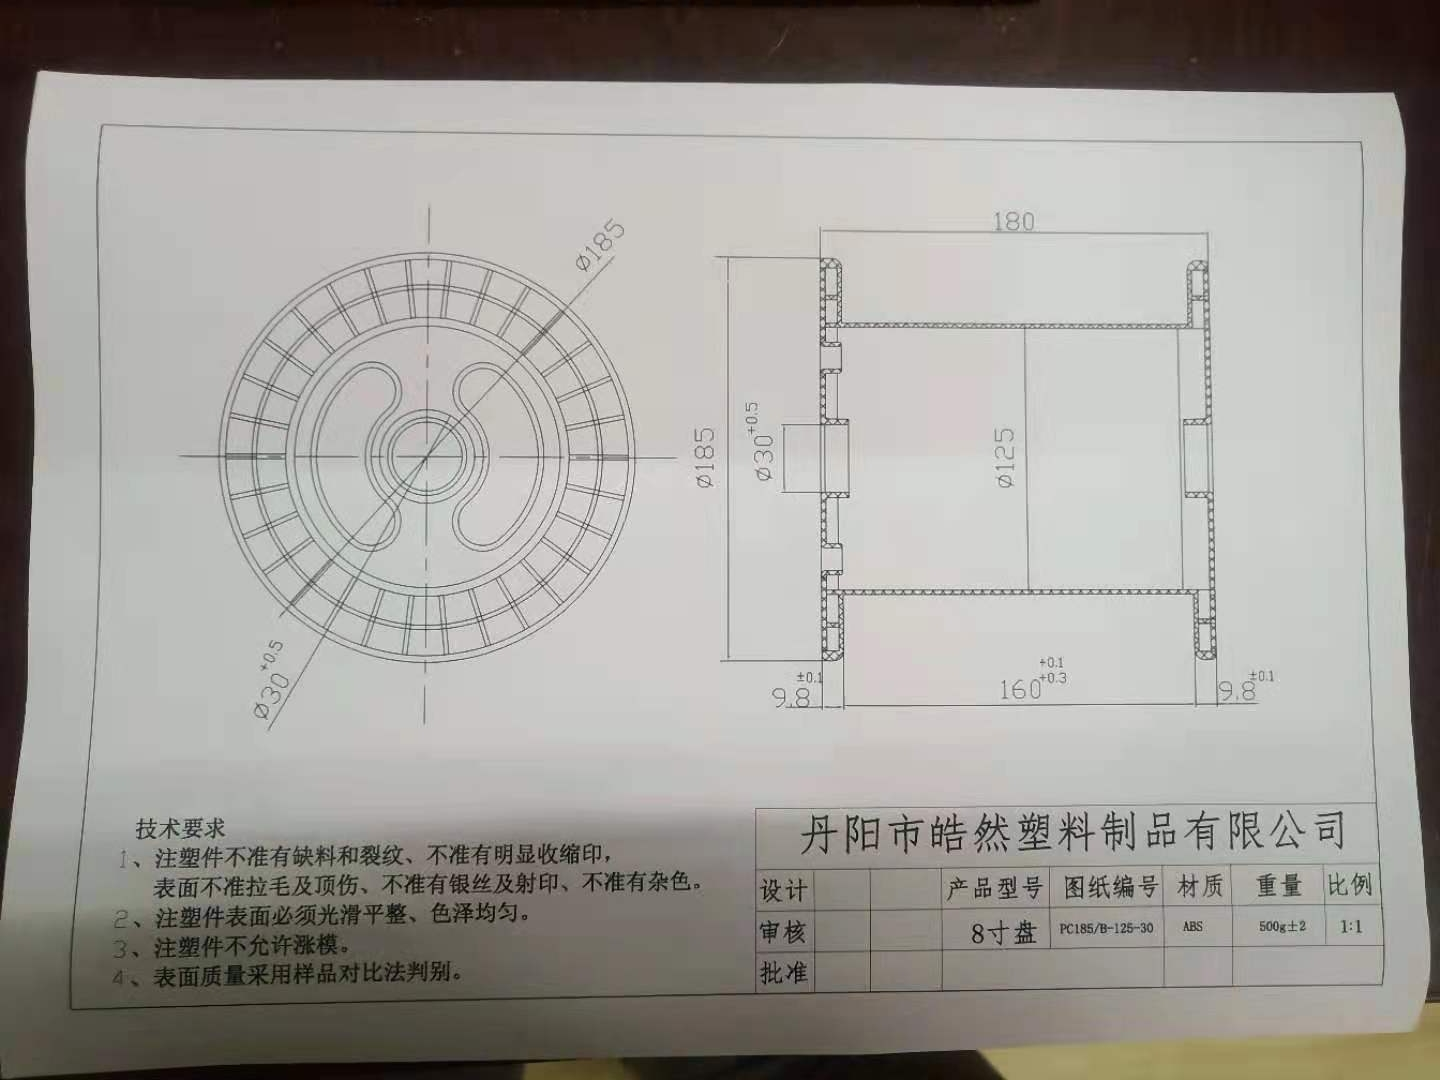 180
ø185
ø185
ø30+0.5
ø125
ø30+0.5
9.8±0.1
160+0.1+0.3
9.8±0.1
技术要求
1、注塑件不准有缺料和裂纹、不准有明显收缩印,
表面不准拉毛及顶伤、不准有银丝及射印、不准有杂色。
2、注塑件表面必须光滑平整、色泽均匀。
3、注塑件不允许涨模。
4、表面质量采用样品对比法判别。
丹阳市皓然塑料制品有限公司
设计 产品型号 图纸编号 材质 重量 比例
审核 8寸盘 PC185/B-125-30 ABS 500g±2 1:1
批准